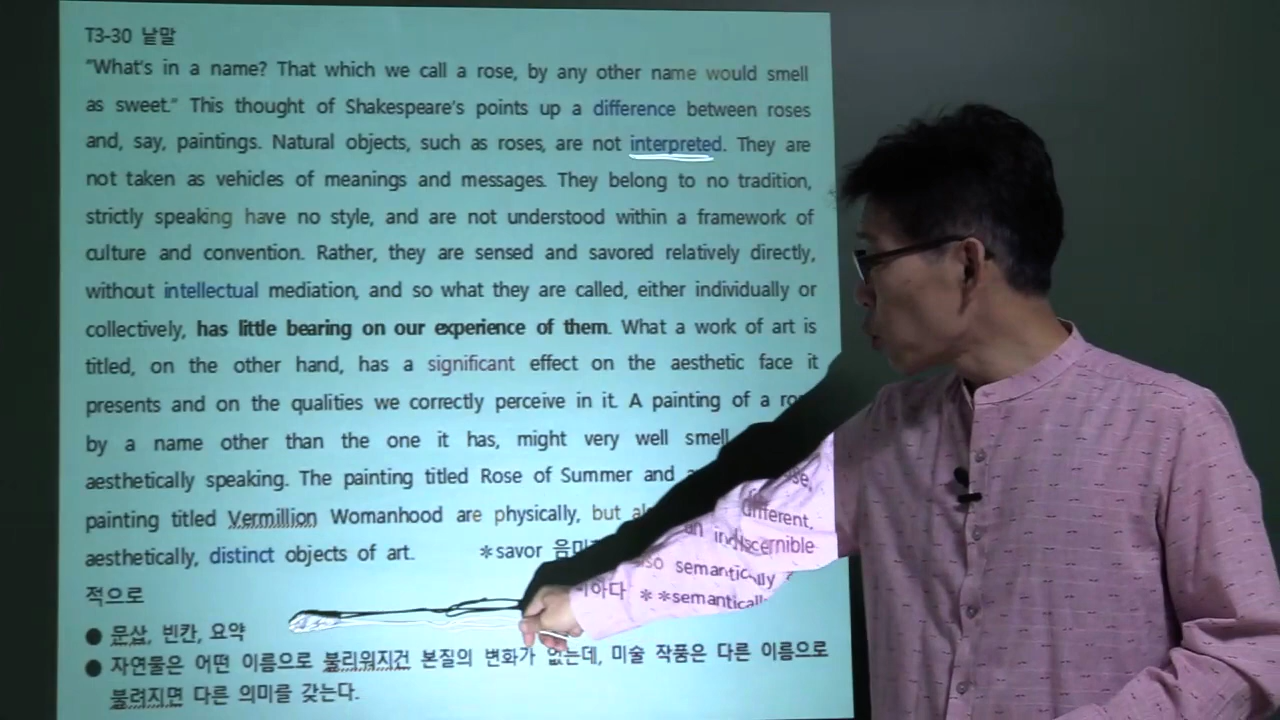 T3-30 낱말
"What's in a name? That which we call a rose, by any other name would smell
as sweet." This thought of Shakespeare's points up a difference between roses
and, say, paintings. Natural objects, such as roses, are not interpreted. They are
not taken as vehicles of meanings and messages. They belong to no tradition,
strictly speaking have no style, and are not understood within a framework of
culture and convention. Rather, they are sensed and savored relatively directly,
without intellectual mediation, and so what they are called, either individually or
collectively, has little bearing on our experience of them. What a work of art is
titled, on the other hand, has a significant effect on the aesthetic face it
presents and on the qualities we correctly perceive in it. A painting of a
by a name other than the one it has, might very well smell different,
aesthetically speaking. The painting titled Rose of Summer and an indiscernible
painting titled Vermillion Womanhood are physically, but also semantically
aesthetically, distinct objects of art. *savor
적으로
● 문삽, 빈칸, 요약
● 자연물은 어떤 이름으로 불리워지건 본질의 변화가 없는데, 미술 작품은 다른 이름으로
불려지면 다른 의미를 갖는다.